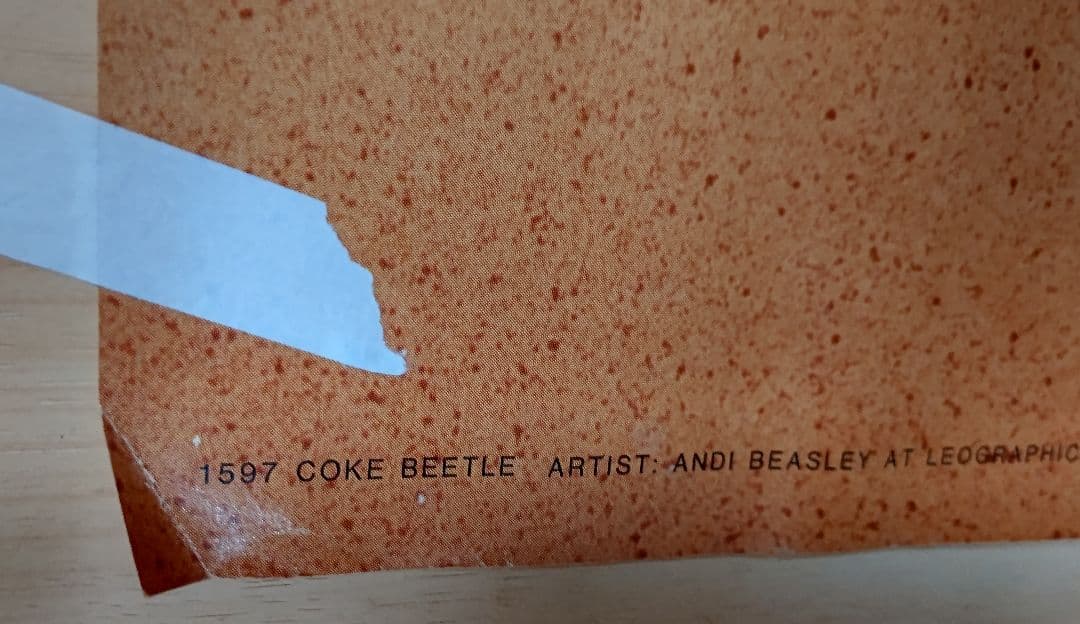 1597 COKE BEETLE ARTIST: ANDI BEASLEY AT LEOGRAPHIC